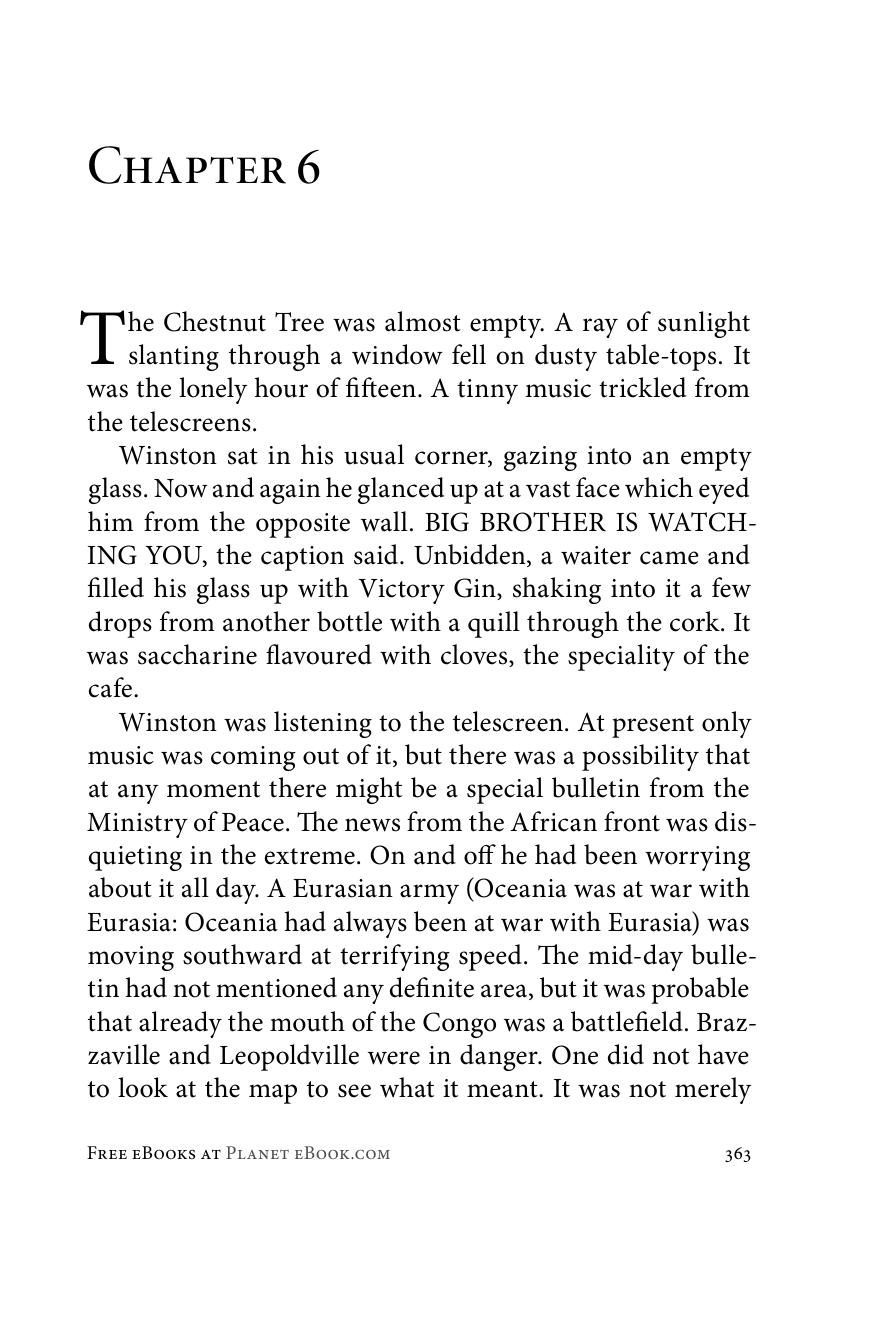 Chapter 6
The Chestnut Tree was almost empty. A ray of sunlight
slanting through a window fell on dusty table-tops. It
was the lonely hour of fifteen. A tinny music trickled from
the telescreens.
Winston sat in his usual corner, gazing into an empty
glass. Now and again he glanced up at a vast face which eyed
him from the opposite wall. BIG BROTHER IS WATCH-
ING YOU, the caption said. Unbidden, a waiter came and
filled his glass up with Victory Gin, shaking into it a few
drops from another bottle with a quill through the cork. It
was saccharine flavoured with cloves, the speciality of the
cafe.
Winston was listening to the telescreen. At present only
music was coming out of it, but there was a possibility that
at any moment there might be a special bulletin from the
Ministry of Peace. The news from the African front was dis-
quieting in the extreme. On and off he had been worrying
about it all day. A Eurasian army (Oceania was at war with
Eurasia: Oceania had always been at war with Eurasia) was
moving southward at terrifying speed. The mid-day bulle-
tin had not mentioned any definite area, but it was probable
that already the mouth of the Congo was a battlefield. Braz-
zaville and Leopoldville were in danger. One did not have
to look at the map to see what it meant. It was not merely
Free eBooks at Planet eBook.com 363